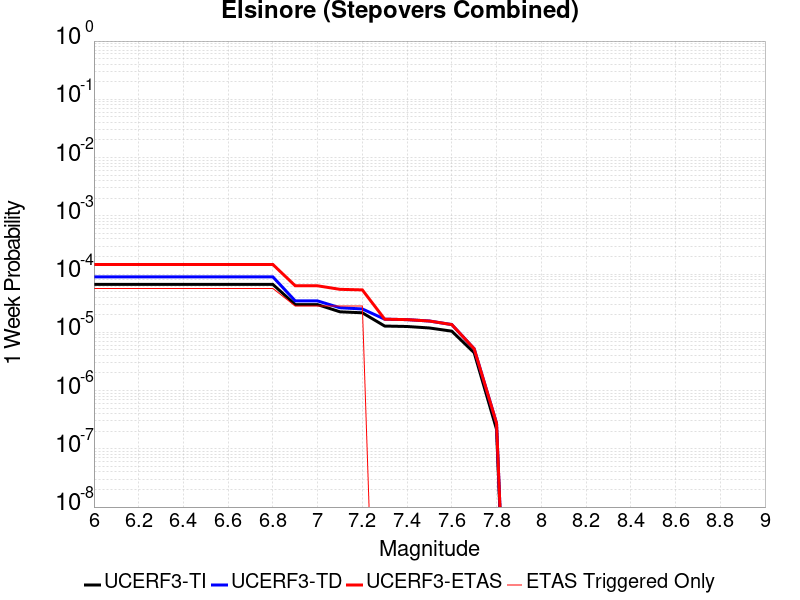 Elsinore (Stepovers Combined)
1 Week Probability
10^0
10^-1
10^-2
10^-3
10^-4
10^-5
10^-6
10^-7
10^-8
6 6.2 6.4 6.6 6.8 7 7.2 7.4 7.6 7.8 8 8.2 8.4 8.6 8.8 9
Magnitude
UCERF3-TI UCERF3-TD UCERF3-ETAS ETAS Triggered Only